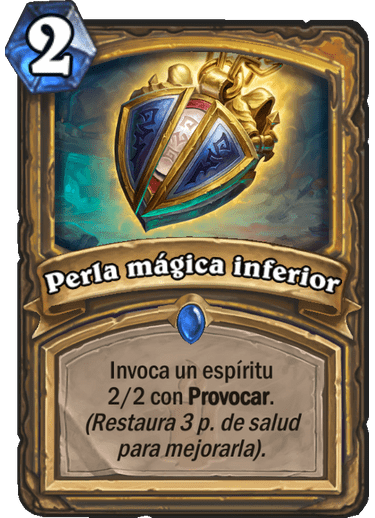 2
Perla mágica inferior
Invoca un espíritu
2/2 con Provocar.
(Restaura 3 p. de salud
para mejorarla).